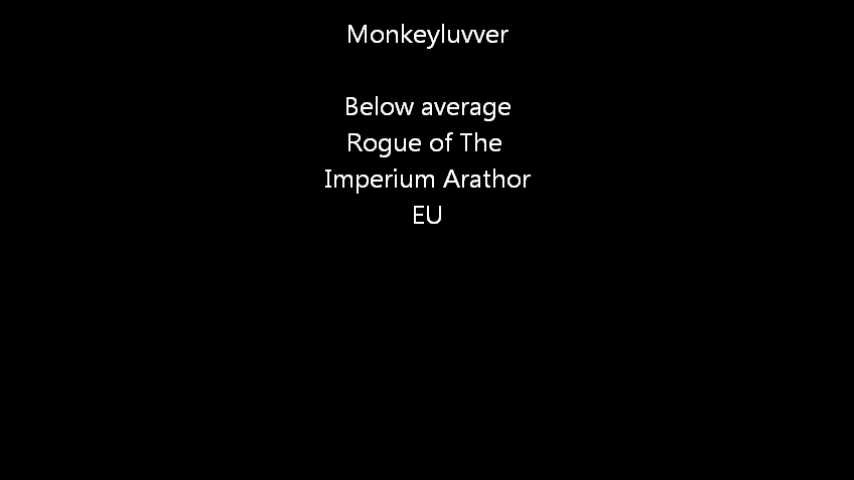 Monkeyluvver
Below average
Rogue of The
Imperium Arathor
EU